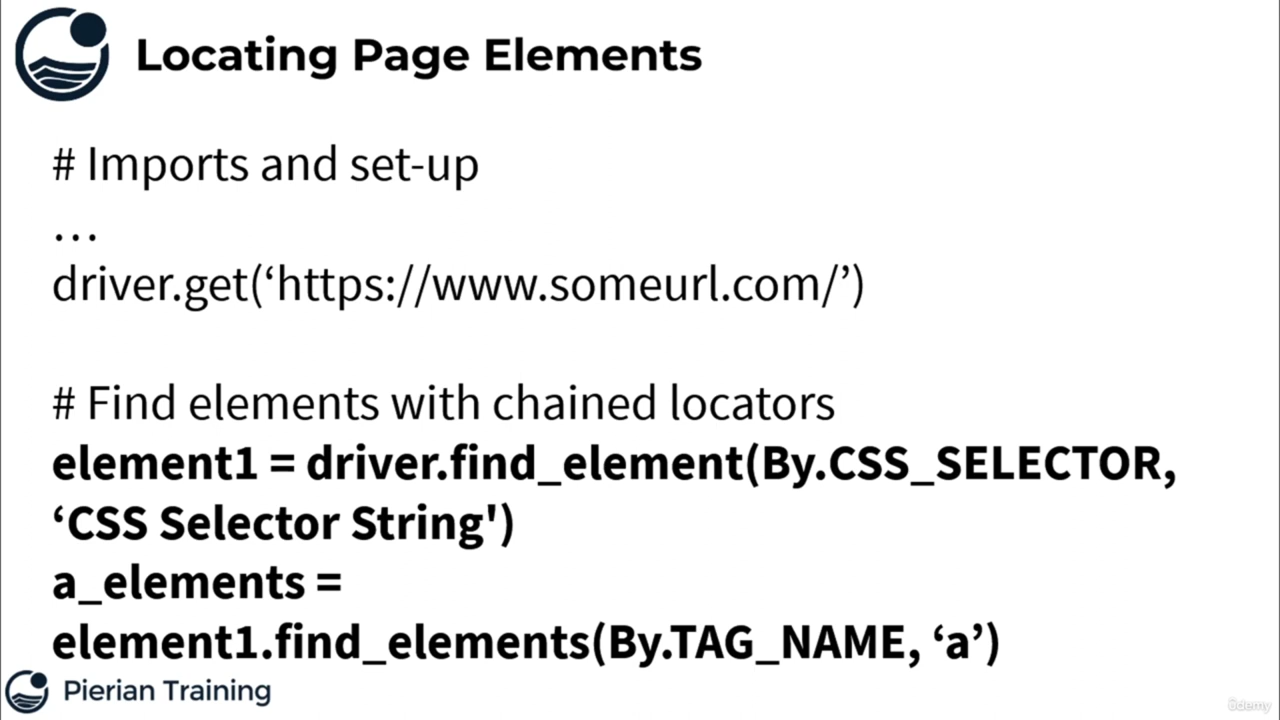 Locating Page Elements
# Imports and set-up
…
driver.get(‘https://www.someurl.com/’)
# Find elements with chained locators
element1 = driver.find_element(By.CSS_SELECTOR,
‘CSS Selector String')
a_elements =
element1.find_elements(By.TAG_NAME, ‘a’)
Pierian Training
ûdemy